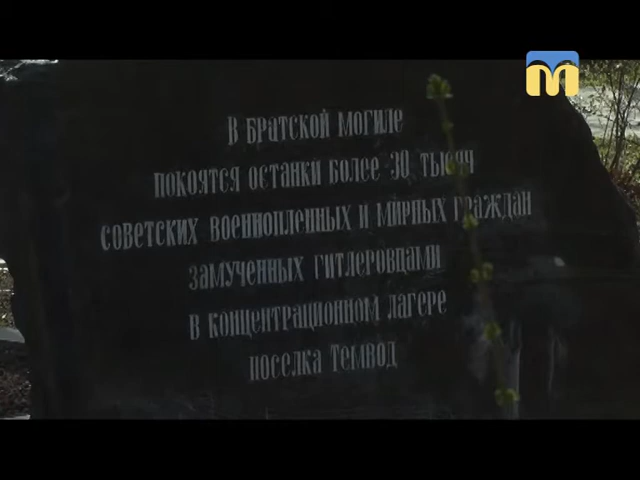 В братской могиле
покоятся останки более 30 тысяч
советских военнопленных и мирных граждан
замученных гитлеровцами
в концентрационном лагере
поселка Темвод